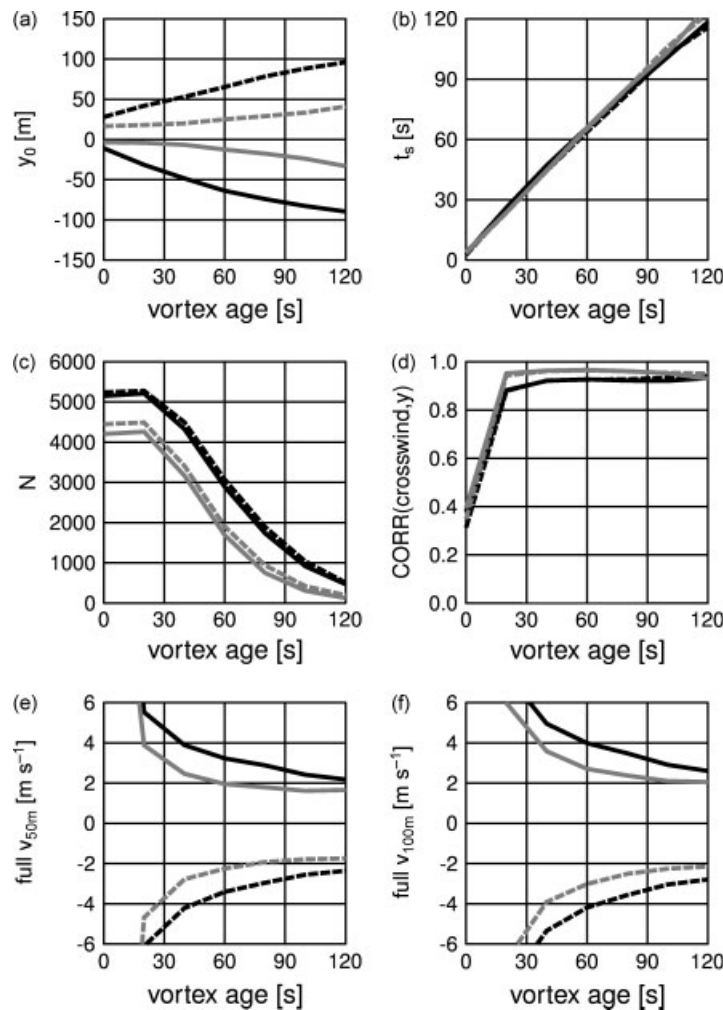 (a)
150
100
50
0
-50
-100
-150
y0 [m]
0 30 60 90 120
vortex age [s]
(b)
120
90
60
30
0
ts [s]
0 30 60 90 120
vortex age [s]
(c)
6000
5000
4000
3000
2000
1000
0
N
0 30 60 90 120
vortex age [s]
(d)
1.0
0.8
0.6
0.4
0.2
0.0
CORR(crosswind,y)
0 30 60 90 120
vortex age [s]
(e)
6
4
2
0
-2
-4
-6
full v50m [m s−1]
0 30 60 90 120
vortex age [s]
(f)
6
4
2
0
-2
-4
-6
full v100m [m s−1]
0 30 60 90 120
vortex age [s]